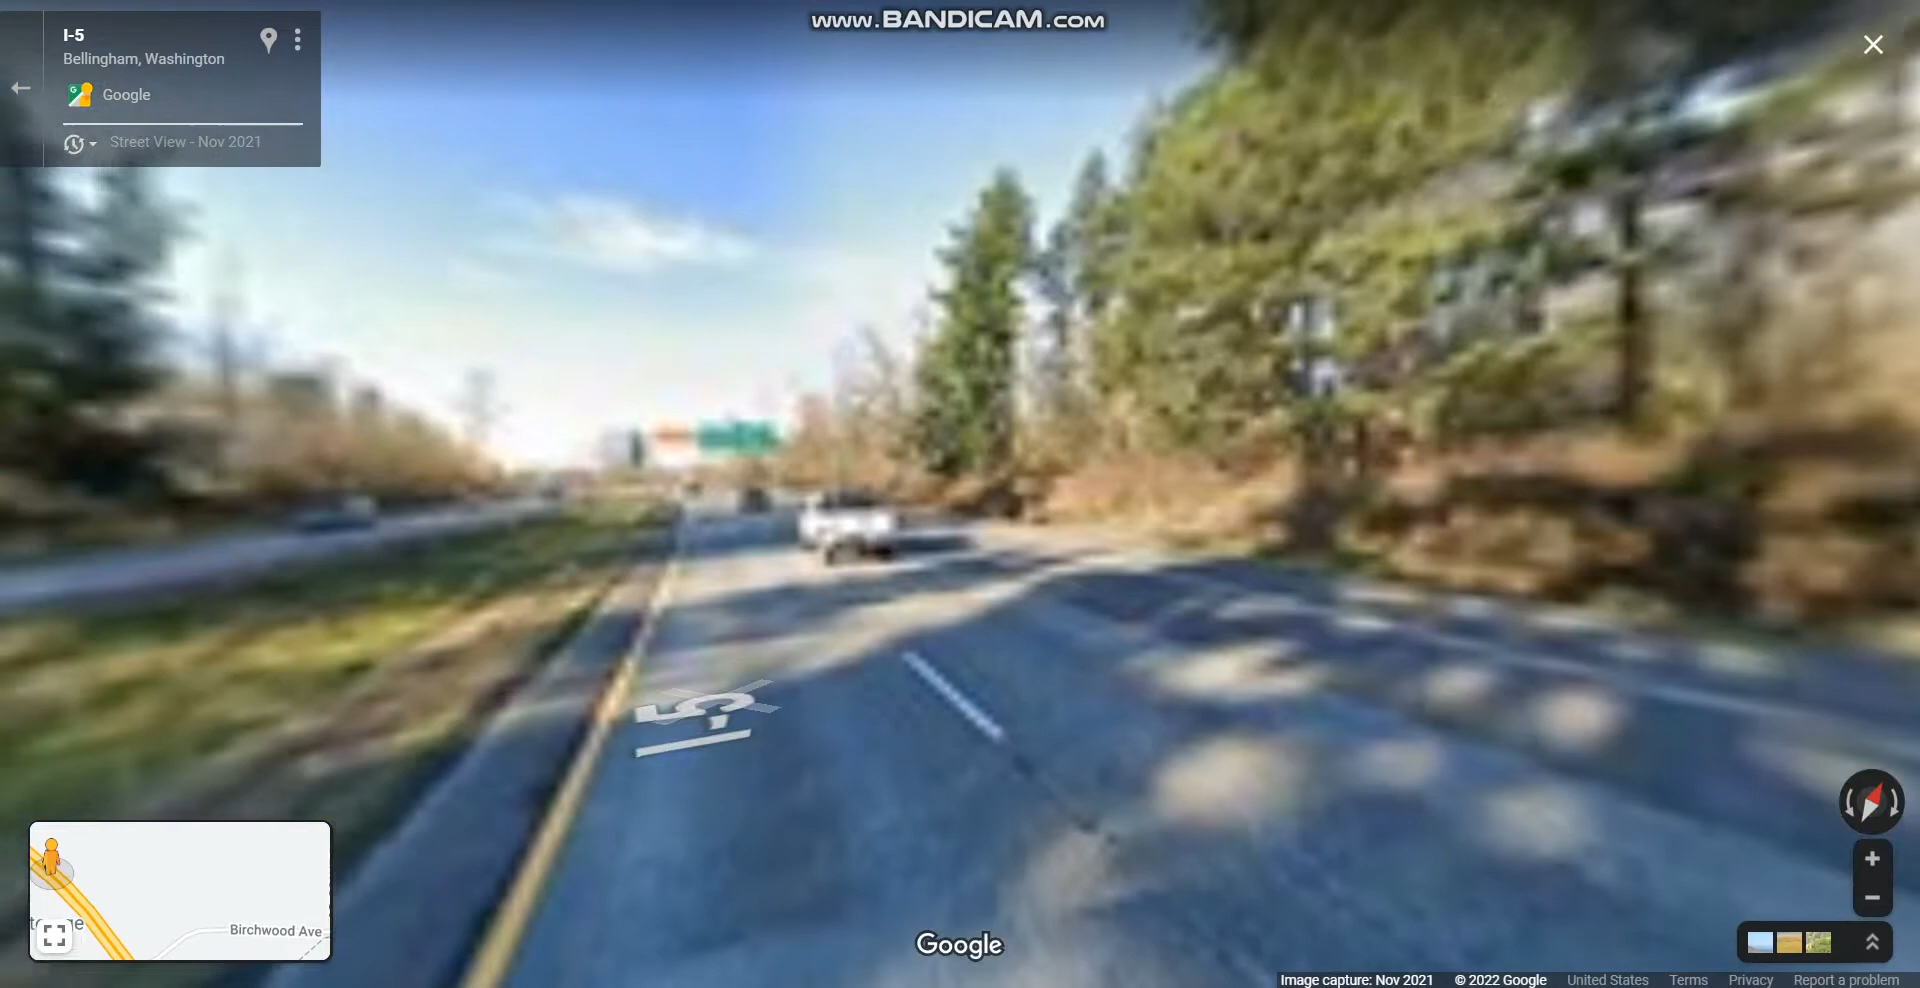 www.BANDICAM.com
I-5
Bellingham, Washington
Google
Street View - Nov 2021
I-5
Birchwood Ave
Google
Image capture: Nov 2021 © 2022 Google United States Terms Privacy Report a problem